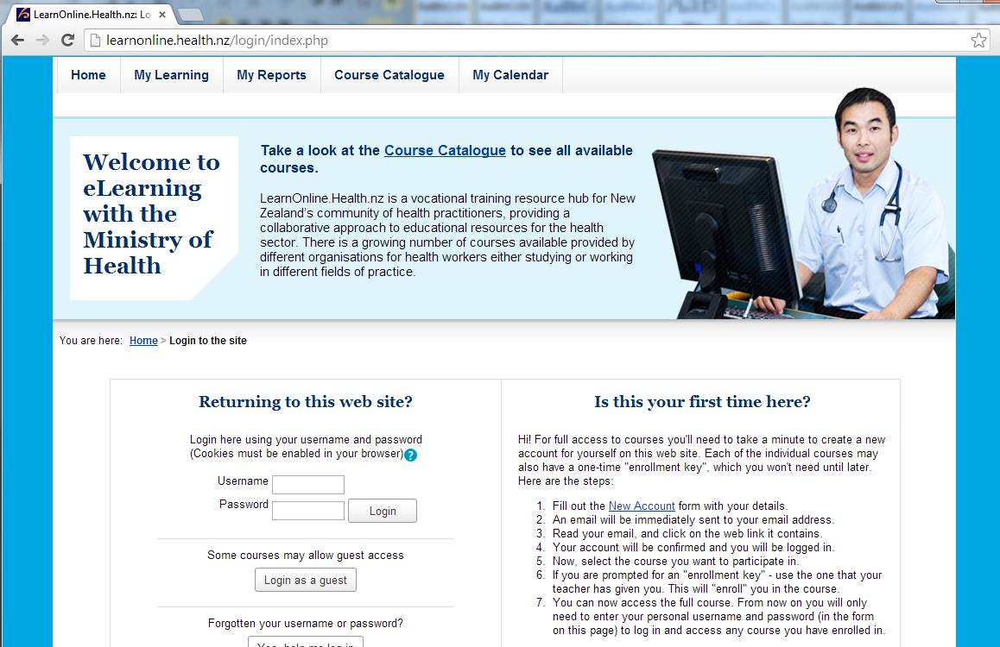 LearnOnline.Health.nz: Lo
learnonline.health.nz/login/index.php
Home My Learning My Reports Course Catalogue My Calendar
Welcome to
eLearning
with the
Ministry of
Health
Take a look at the Course Catalogue to see all available
courses.
LearnOnline.Health.nz is a vocational training resource hub for New
Zealand's community of health practitioners, providing a
collaborative approach to educational resources for the health
sector. There is a growing number of courses available provided by
different organisations for health workers either studying or working
in different fields of practice.
You are here: Home > Login to the site
Returning to this web site?
Login here using your username and password
(Cookies must be enabled in your browser)?
Username
Password
Login
Some courses may allow guest access
Login as a guest
Forgotten your username or password?
Yes, help me log in
Is this your first time here?
Hi! For full access to courses you'll need to take a minute to create a new
account for yourself on this web site. Each of the individual courses may
also have a one-time "enrollment key", which you won't need until later.
Here are the steps:
1. Fill out the New Account form with your details.
2. An email will be immediately sent to your email address.
3. Read your email, and click on the web link it contains.
4. Your account will be confirmed and you will be logged in.
5. Now, select the course you want to participate in.
6. If you are prompted for an "enrollment key" - use the one that your
teacher has given you. This will "enroll" you in the course.
7. You can now access the full course. From now on you will only
need to enter your personal username and password (in the form
on this page) to log in and access any course you have enrolled in.